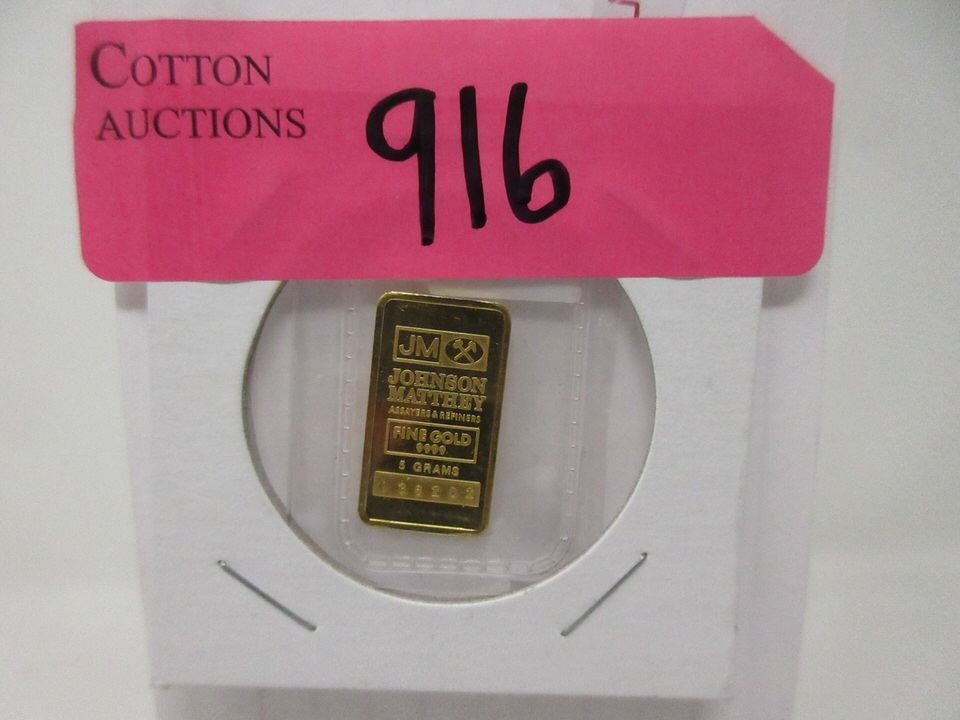 COTTON
AUCTIONS
916
JM
JOHNSON
MATTHEY
ASSAYERS & REFINERS
FINE GOLD
9999
5 GRAMS